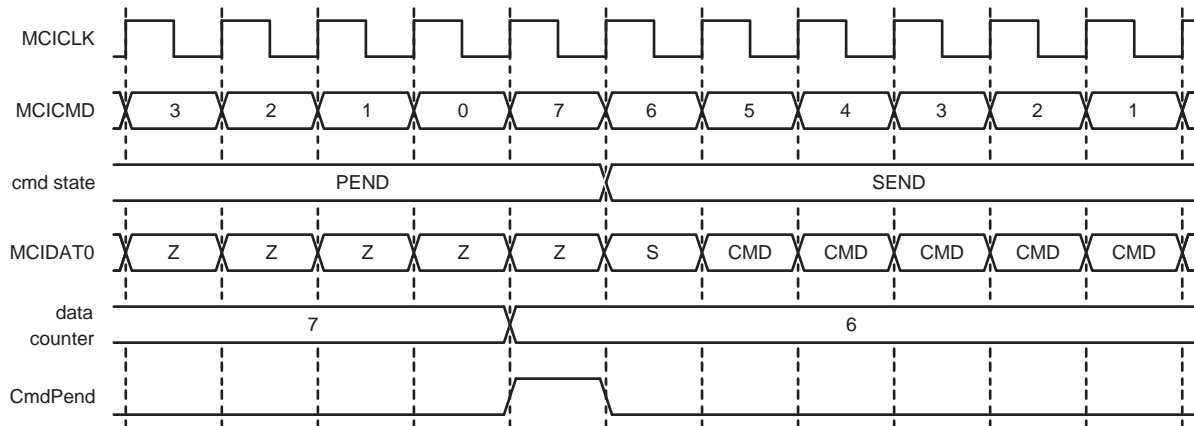 MCICLK
MCICMD 3 2 1 0 7 6 5 4 3 2 1
cmd state PEND SEND
MCIDAT0 Z Z Z Z Z S CMD CMD CMD CMD CMD
data
counter 7 6
CmdPend